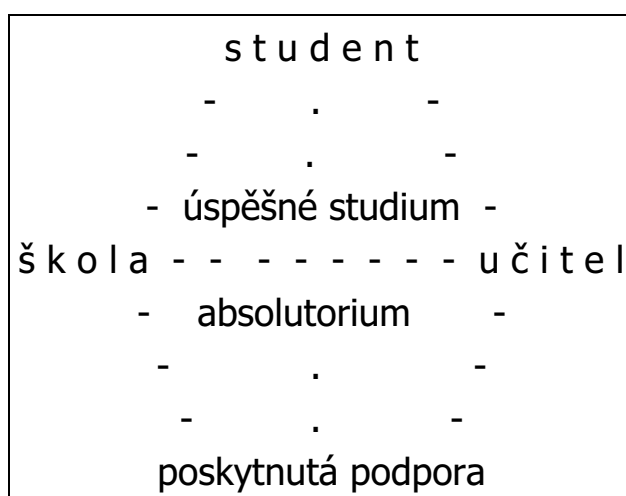 s t u d e n t
- . -
- . -
- úspěšné studium -
š k o l a - - - - - - - - u č i t e l
- absolutorium -
- . -
- . -
poskytnutá podpora